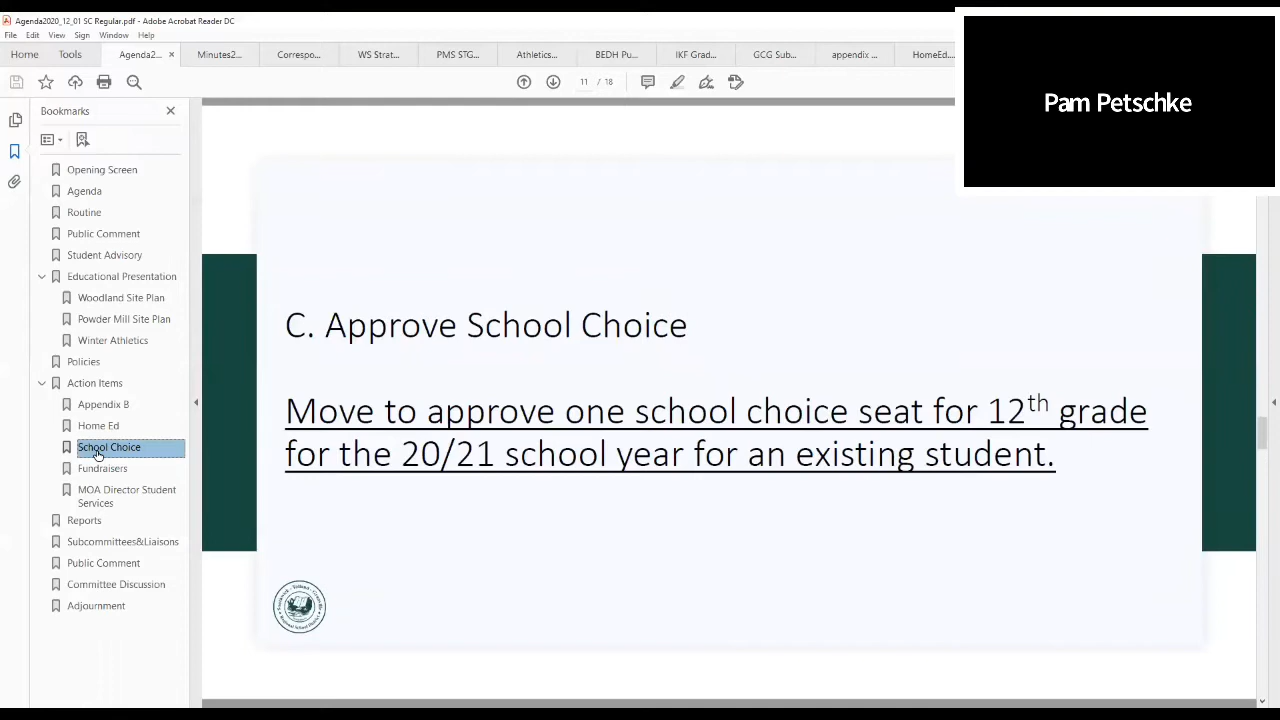 Agenda2020_12_01 SC Regular.pdf - Adobe Acrobat Reader DC
File Edit View Sign Window Help
Home Tools Agenda2... × Minutes2... Correspo... WS Strat... PMS STG... Athletics... BEDH Pu... IKF Grad... GCG Sub... appendix ... HomeEd...
11 / 18
Pam Petschke
Bookmarks
Opening Screen
Agenda
Routine
Public Comment
Student Advisory
Educational Presentation
Woodland Site Plan
Powder Mill Site Plan
Winter Athletics
Policies
Action Items
Appendix B
Home Ed
School Choice
Fundraisers
MOA Director Student
Services
Reports
Subcommittees&Liaisons
Public Comment
Committee Discussion
Adjournment
C. Approve School Choice
Move to approve one school choice seat for 12th grade
for the 20/21 school year for an existing student.